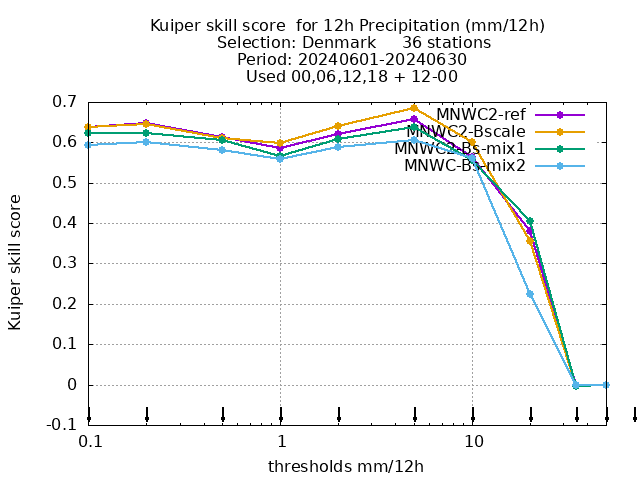 Kuiper skill score  for 12h Precipitation (mm/12h)
Selection: Denmark     36 stations
Period: 20240601-20240630
Used 00,06,12,18 + 12-00
MNWC2-ref
MNWC2-Bscale
MNWC2-Bs-mix1
MNWC-Bs-mix2
Kuiper skill score
0.7
0.6
0.5
0.4
0.3
0.2
0.1
0
-0.1
0.1 1 10
thresholds mm/12h